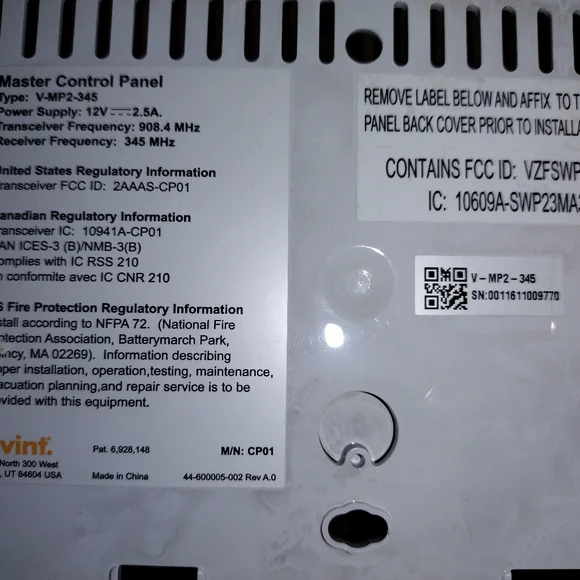 Master Control Panel
Type: V-MP2-345
Power Supply: 12V 2.5A.
Transceiver Frequency: 908.4 MHz
Receiver Frequency: 345 MHz
United States Regulatory Information
Transceiver FCC ID: 2AAAS-CP01
Canadian Regulatory Information
Transceiver IC: 10941A-CP01
CAN ICES-3 (B)/NMB-3(B)
Complies with IC RSS 210
en conformite avec IC CNR 210
Fire Protection Regulatory Information
according to NFPA 72. (National Fire
Protection Association, Batterymarch Park,
MA 02269). Information describing
installation, operation,testing, maintenance,
evacuation planning,and repair service is to be
provided with this equipment.
vint.
North 300 West
, UT 84604 USA
Pat. 6,928,148
Made in China
M/N: CP01
44-600005-002 Rev A.0
REMOVE LABEL BELOW AND AFFIX TO T
PANEL BACK COVER PRIOR TO INSTALLA
CONTAINS FCC ID: VZFSWP
IC: 10609A-SWP23MA
V-MP2-345
SN:0011611009770